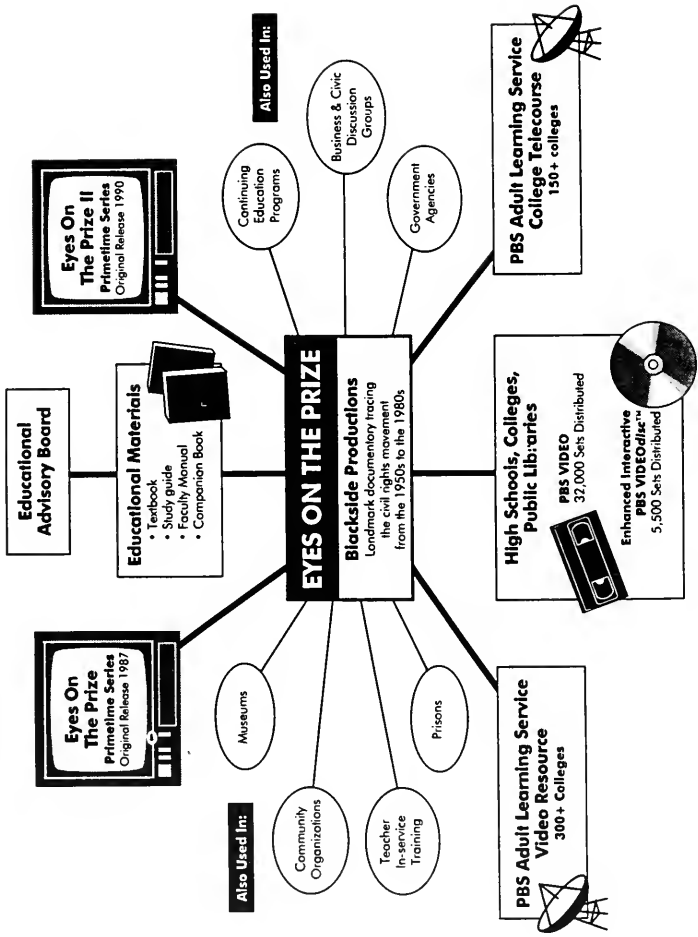 Educational
Advisory Board
Eyes On
The Prize
Primetime Series
Original Release 1987
Educational Materials
• Textbook
• Study guide
• Faculty Manual
• Companion Book
Eyes On
The Prize II
Primetime Series
Original Release 1990
Also Used In:
Museums
Community
Organizations
Teacher
In-service
Training
Prisons
EYES ON THE PRIZE
Blackside Productions
Landmark documentary tracing
the civil rights movement
from the 1950s to the 1980s
Also Used In:
Continuing
Education
Programs
Business & Civic
Discussion
Groups
Government
Agencies
PBS Adult Learning Service
Video Resource
300+ Colleges
High Schools, Colleges,
Public Libraries
PBS VIDEO
32,000 Sets Distributed
Enhanced Interactive
PBS VIDEOdisc™
5,500 Sets Distributed
PBS Adult Learning Service
College Telecourse
150+ colleges